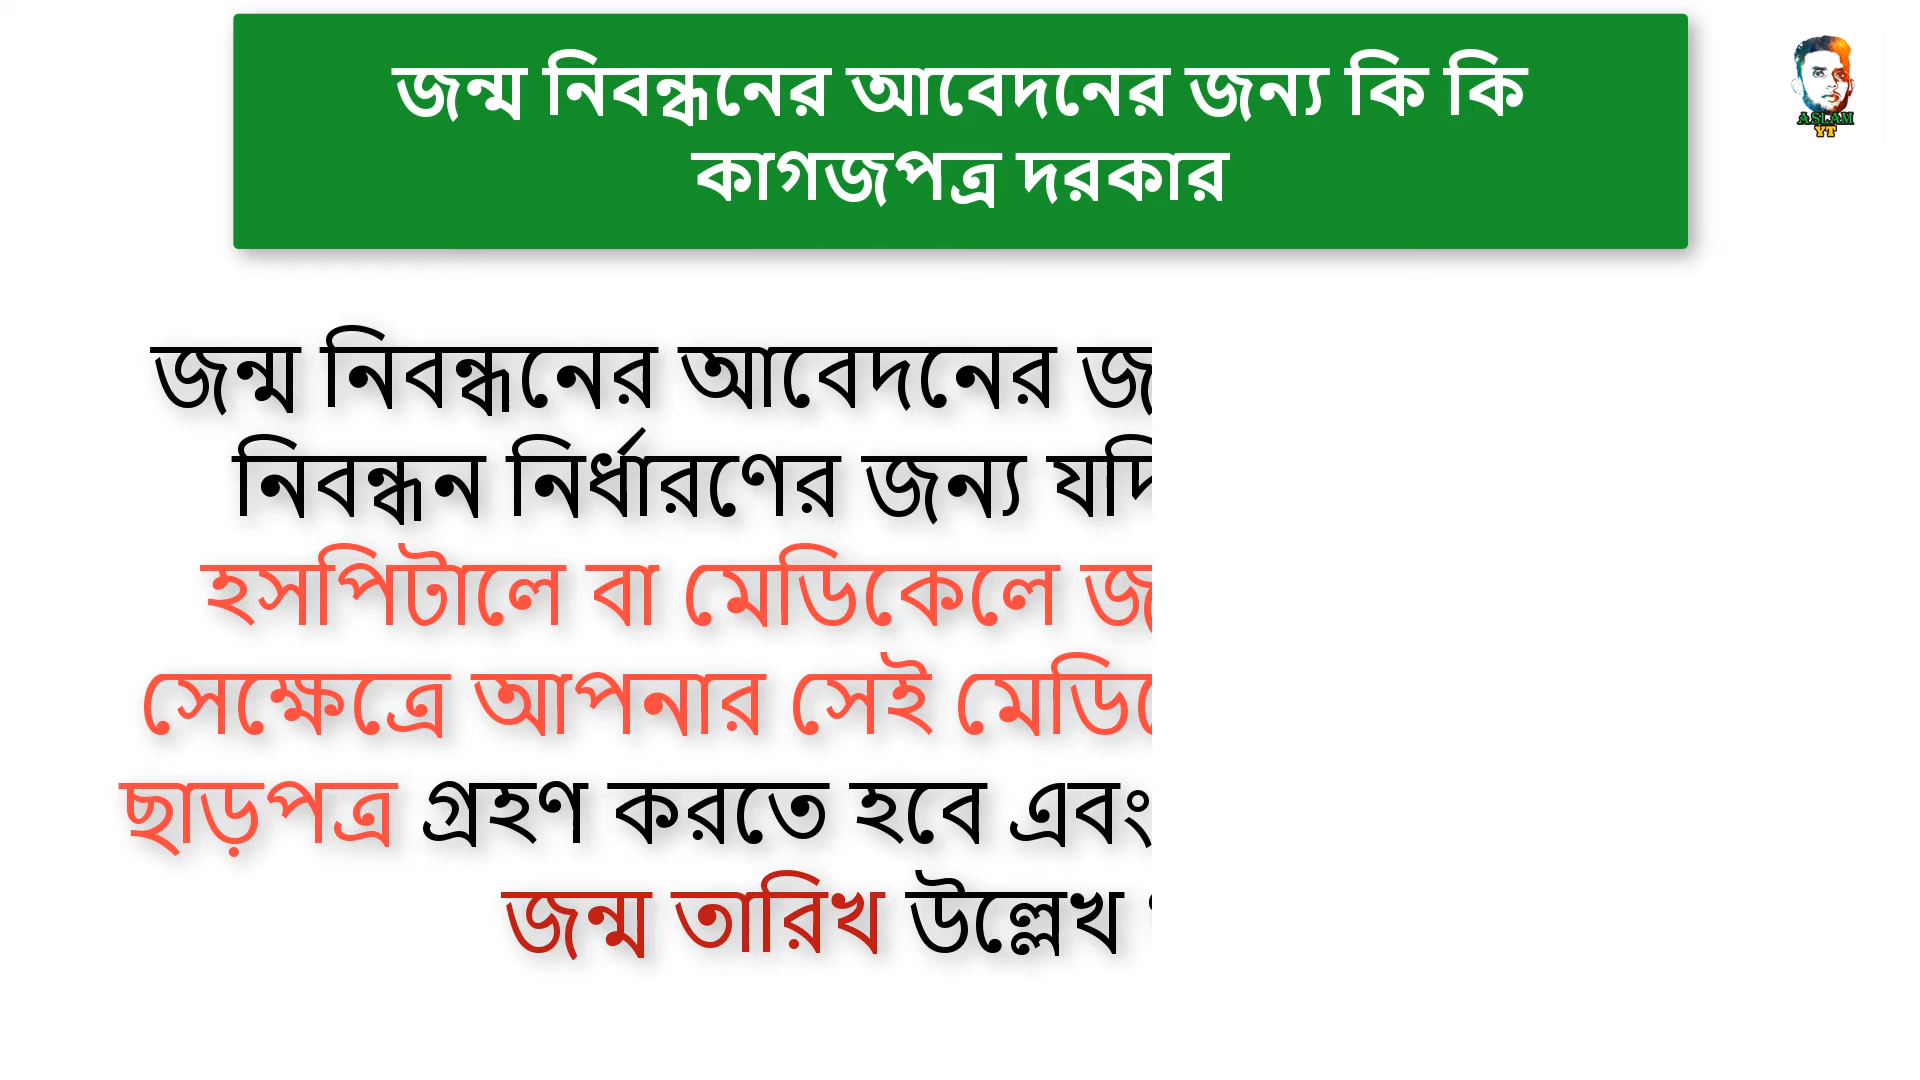 জন্ম নিবন্ধনের আবেদনের জন্য কি কি
কাগজপত্র দরকার
ASLAM
YT
জন্ম নিবন্ধনের আবেদনের
নিবন্ধন নির্ধারণের জন্য
হসপিটালে বা মেডিকেলে
সেক্ষেত্রে আপনার সেই
ছাড়পত্র গ্রহণ করতে হবে এবং
জন্ম তারিখ উল্লেখ